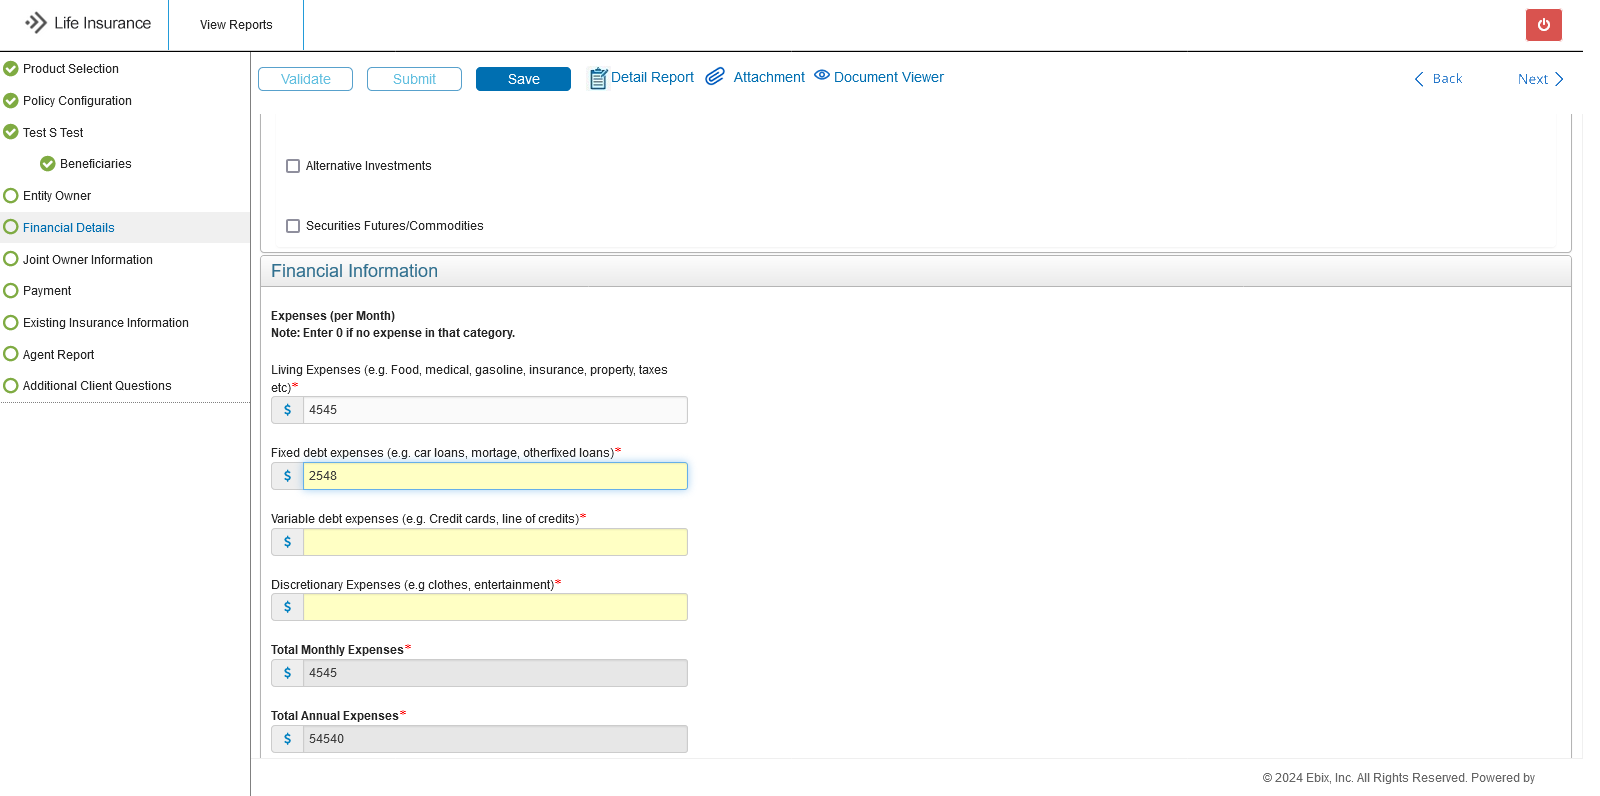 Life Insurance
View Reports
Product Selection
Policy Configuration
Test S Test
Beneficiaries
Entity Owner
Financial Details
Joint Owner Information
Payment
Existing Insurance Information
Agent Report
Additional Client Questions
Validate
Submit
Save
Detail Report
Attachment
Document Viewer
Back
Next
Alternative Investments
Securities Futures/Commodities
Financial Information
Expenses (per Month)
Note: Enter 0 if no expense in that category.
Living Expenses (e.g. Food, medical, gasoline, insurance, property, taxes
etc)*
$ 4545
Fixed debt expenses (e.g. car loans, mortage, otherfixed loans)*
$ 2548
Variable debt expenses (e.g. Credit cards, line of credits)*
$
Discretionary Expenses (e.g clothes, entertainment)*
$
Total Monthly Expenses*
$ 4545
Total Annual Expenses*
$ 54540
© 2024 Ebix, Inc. All Rights Reserved. Powered by